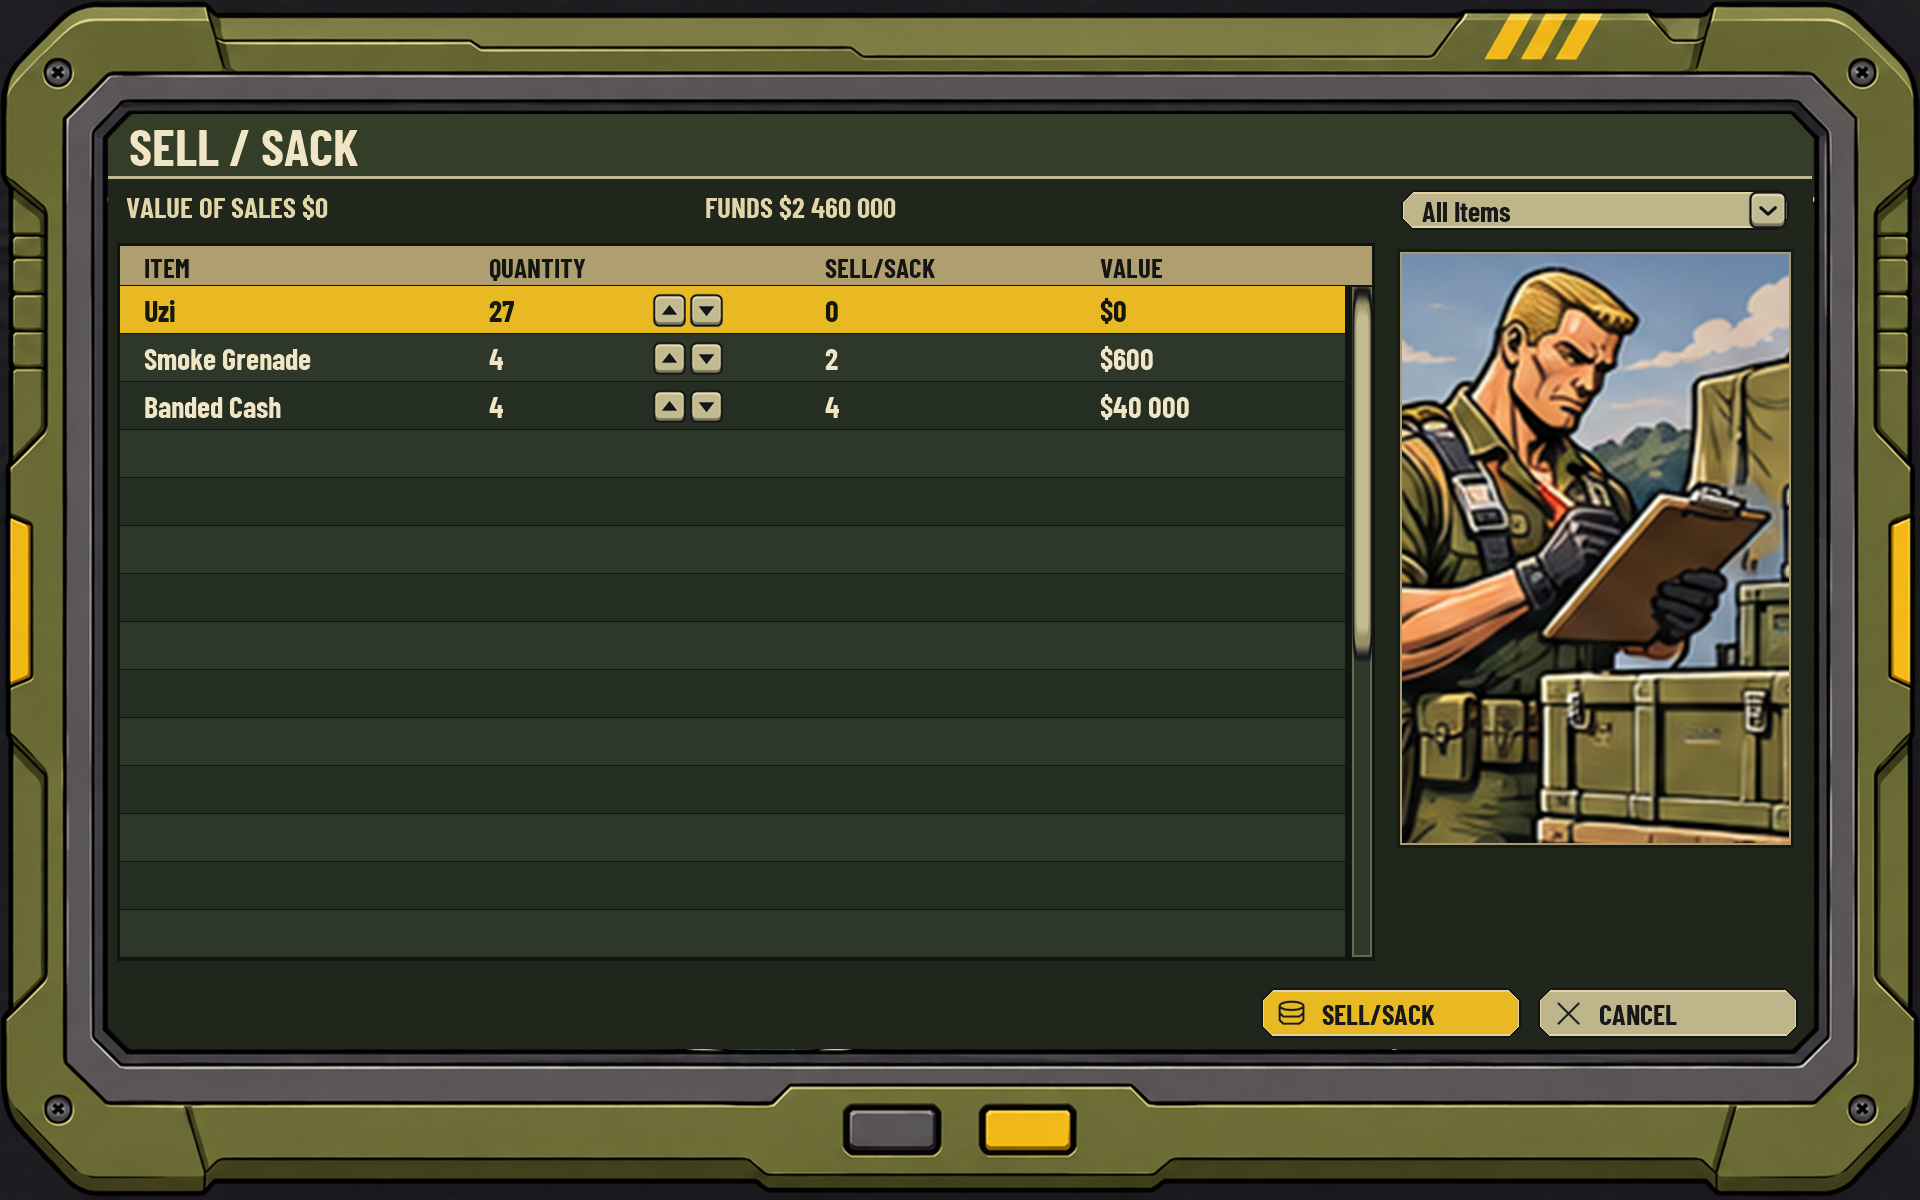 SELL / SACK
VALUE OF SALES $0 FUNDS $2 460 000 All Items
ITEM QUANTITY SELL/SACK VALUE
Uzi 27 0 $0
Smoke Grenade 4 2 $600
Banded Cash 4 4 $40 000
SELL/SACK CANCEL